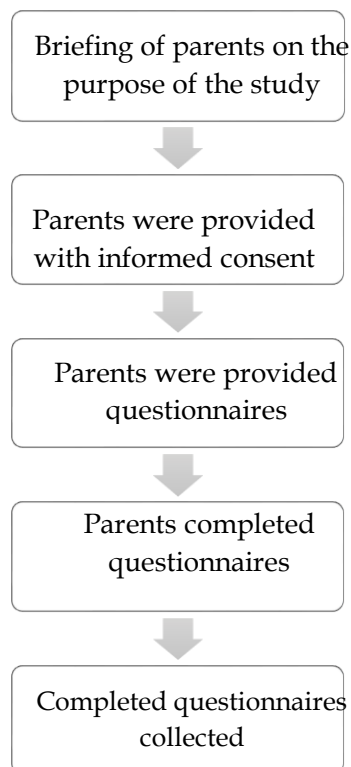 Briefing of parents on the
purpose of the study
Parents were provided
with informed consent
Parents were provided
questionnaires
Parents completed
questionnaires
Completed questionnaires
collected